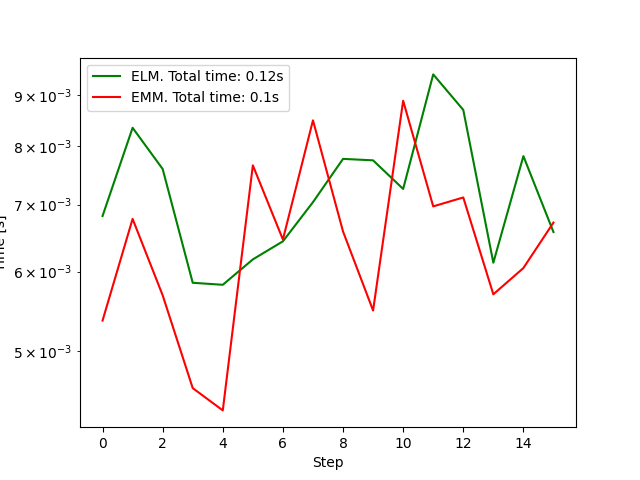 ELM. Total time: 0.12s
EMM. Total time: 0.1s
9 × 10⁻³
8 × 10⁻³
7 × 10⁻³
6 × 10⁻³
5 × 10⁻³
Time [s]
0 2 4 6 8 10 12 14
Step